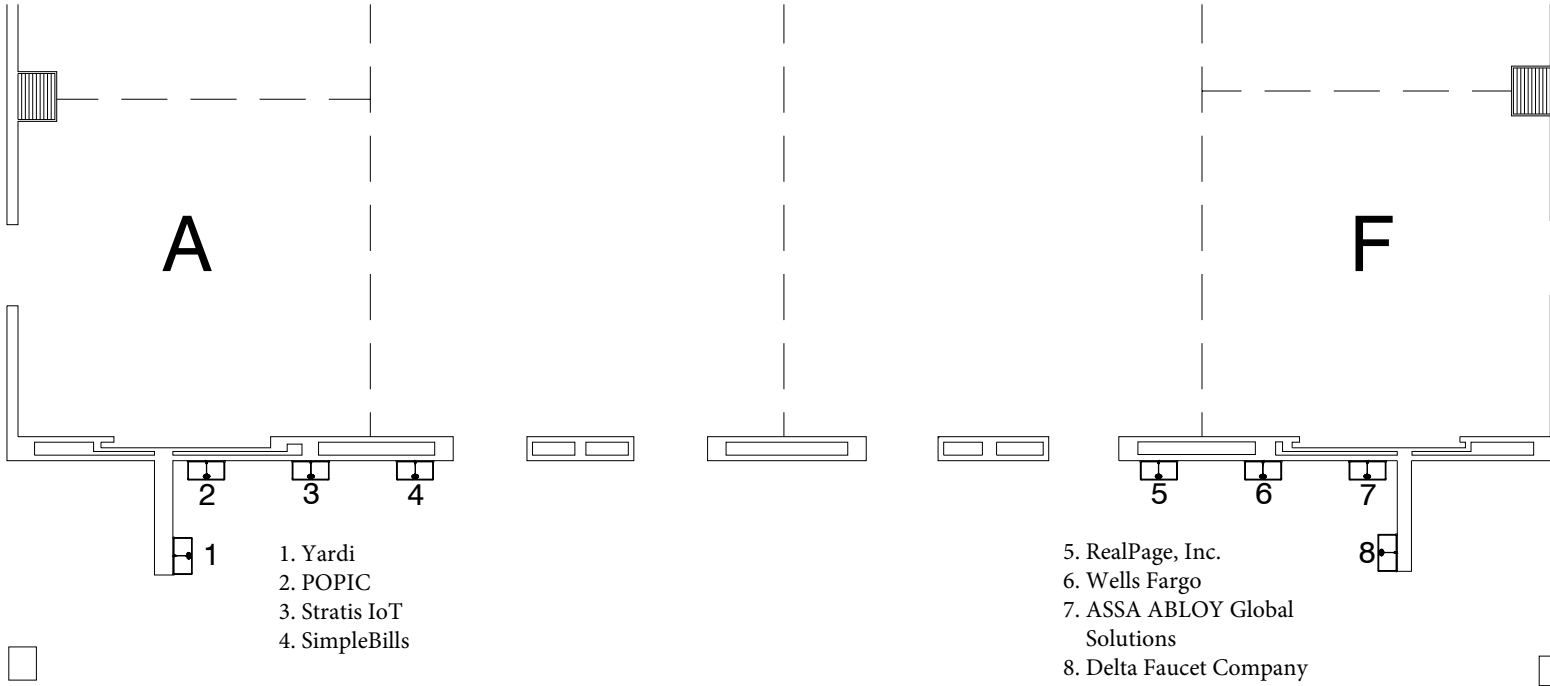 A
F
2
3
4
5
6
7
1
8
1. Yardi
2. POPIC
3. Stratis IoT
4. SimpleBills
5. RealPage, Inc.
6. Wells Fargo
7. ASSA ABLOY Global
Solutions
8. Delta Faucet Company